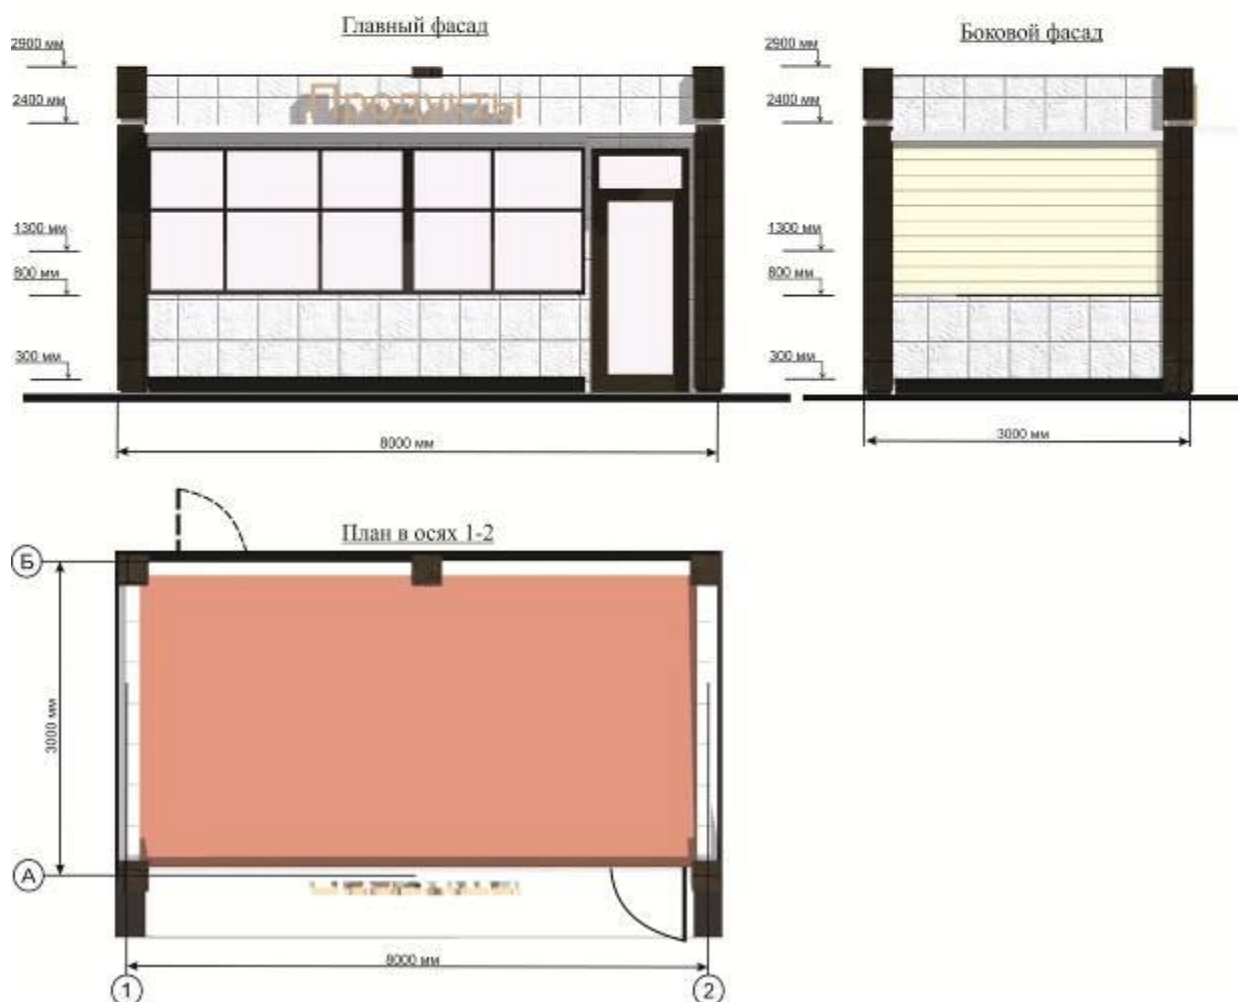 Главный фасад
Боковой фасад
2900 мм
2400 мм
1300 мм
800 мм
300 мм
Продукты
8000 мм
2900 мм
2400 мм
1300 мм
800 мм
300 мм
3000 мм
План в осях 1-2
Б
3000 мм
А
8000 мм
1
2